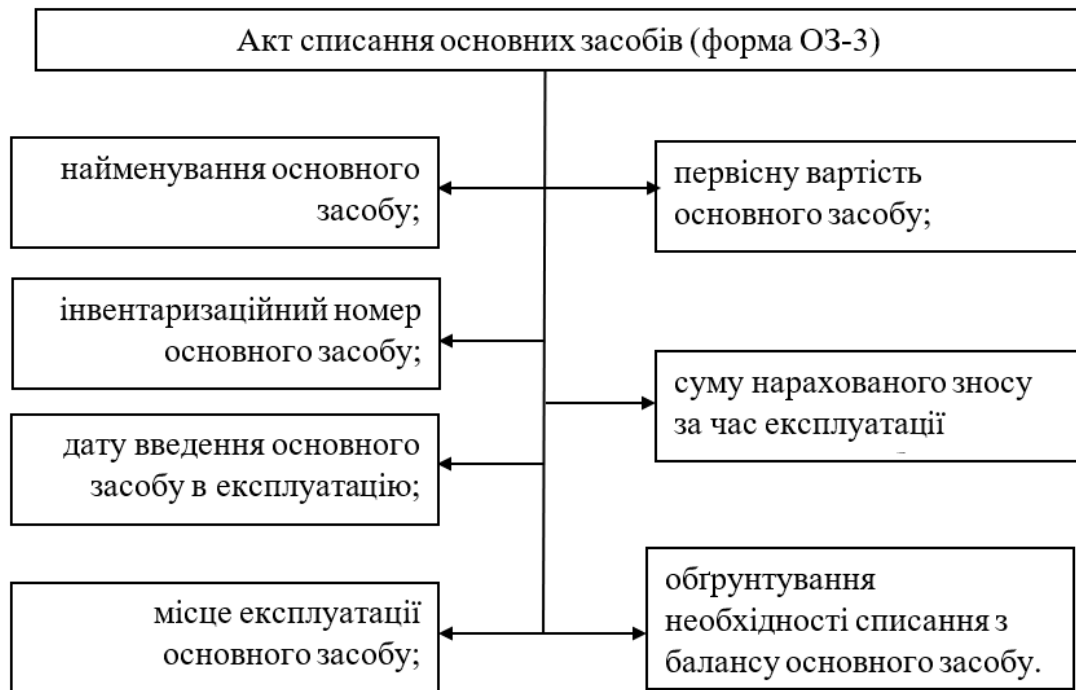 Акт списання основних засобів (форма ОЗ-3)
найменування основного
засобу;
первісну вартість
основного засобу;
інвентаризаційний номер
основного засобу;
суму нарахованого зносу
за час експлуатації
дату введення основного
засобу в експлуатацію;
місце експлуатації
основного засобу;
обґрунтування
необхідності списання з
балансу основного засобу.